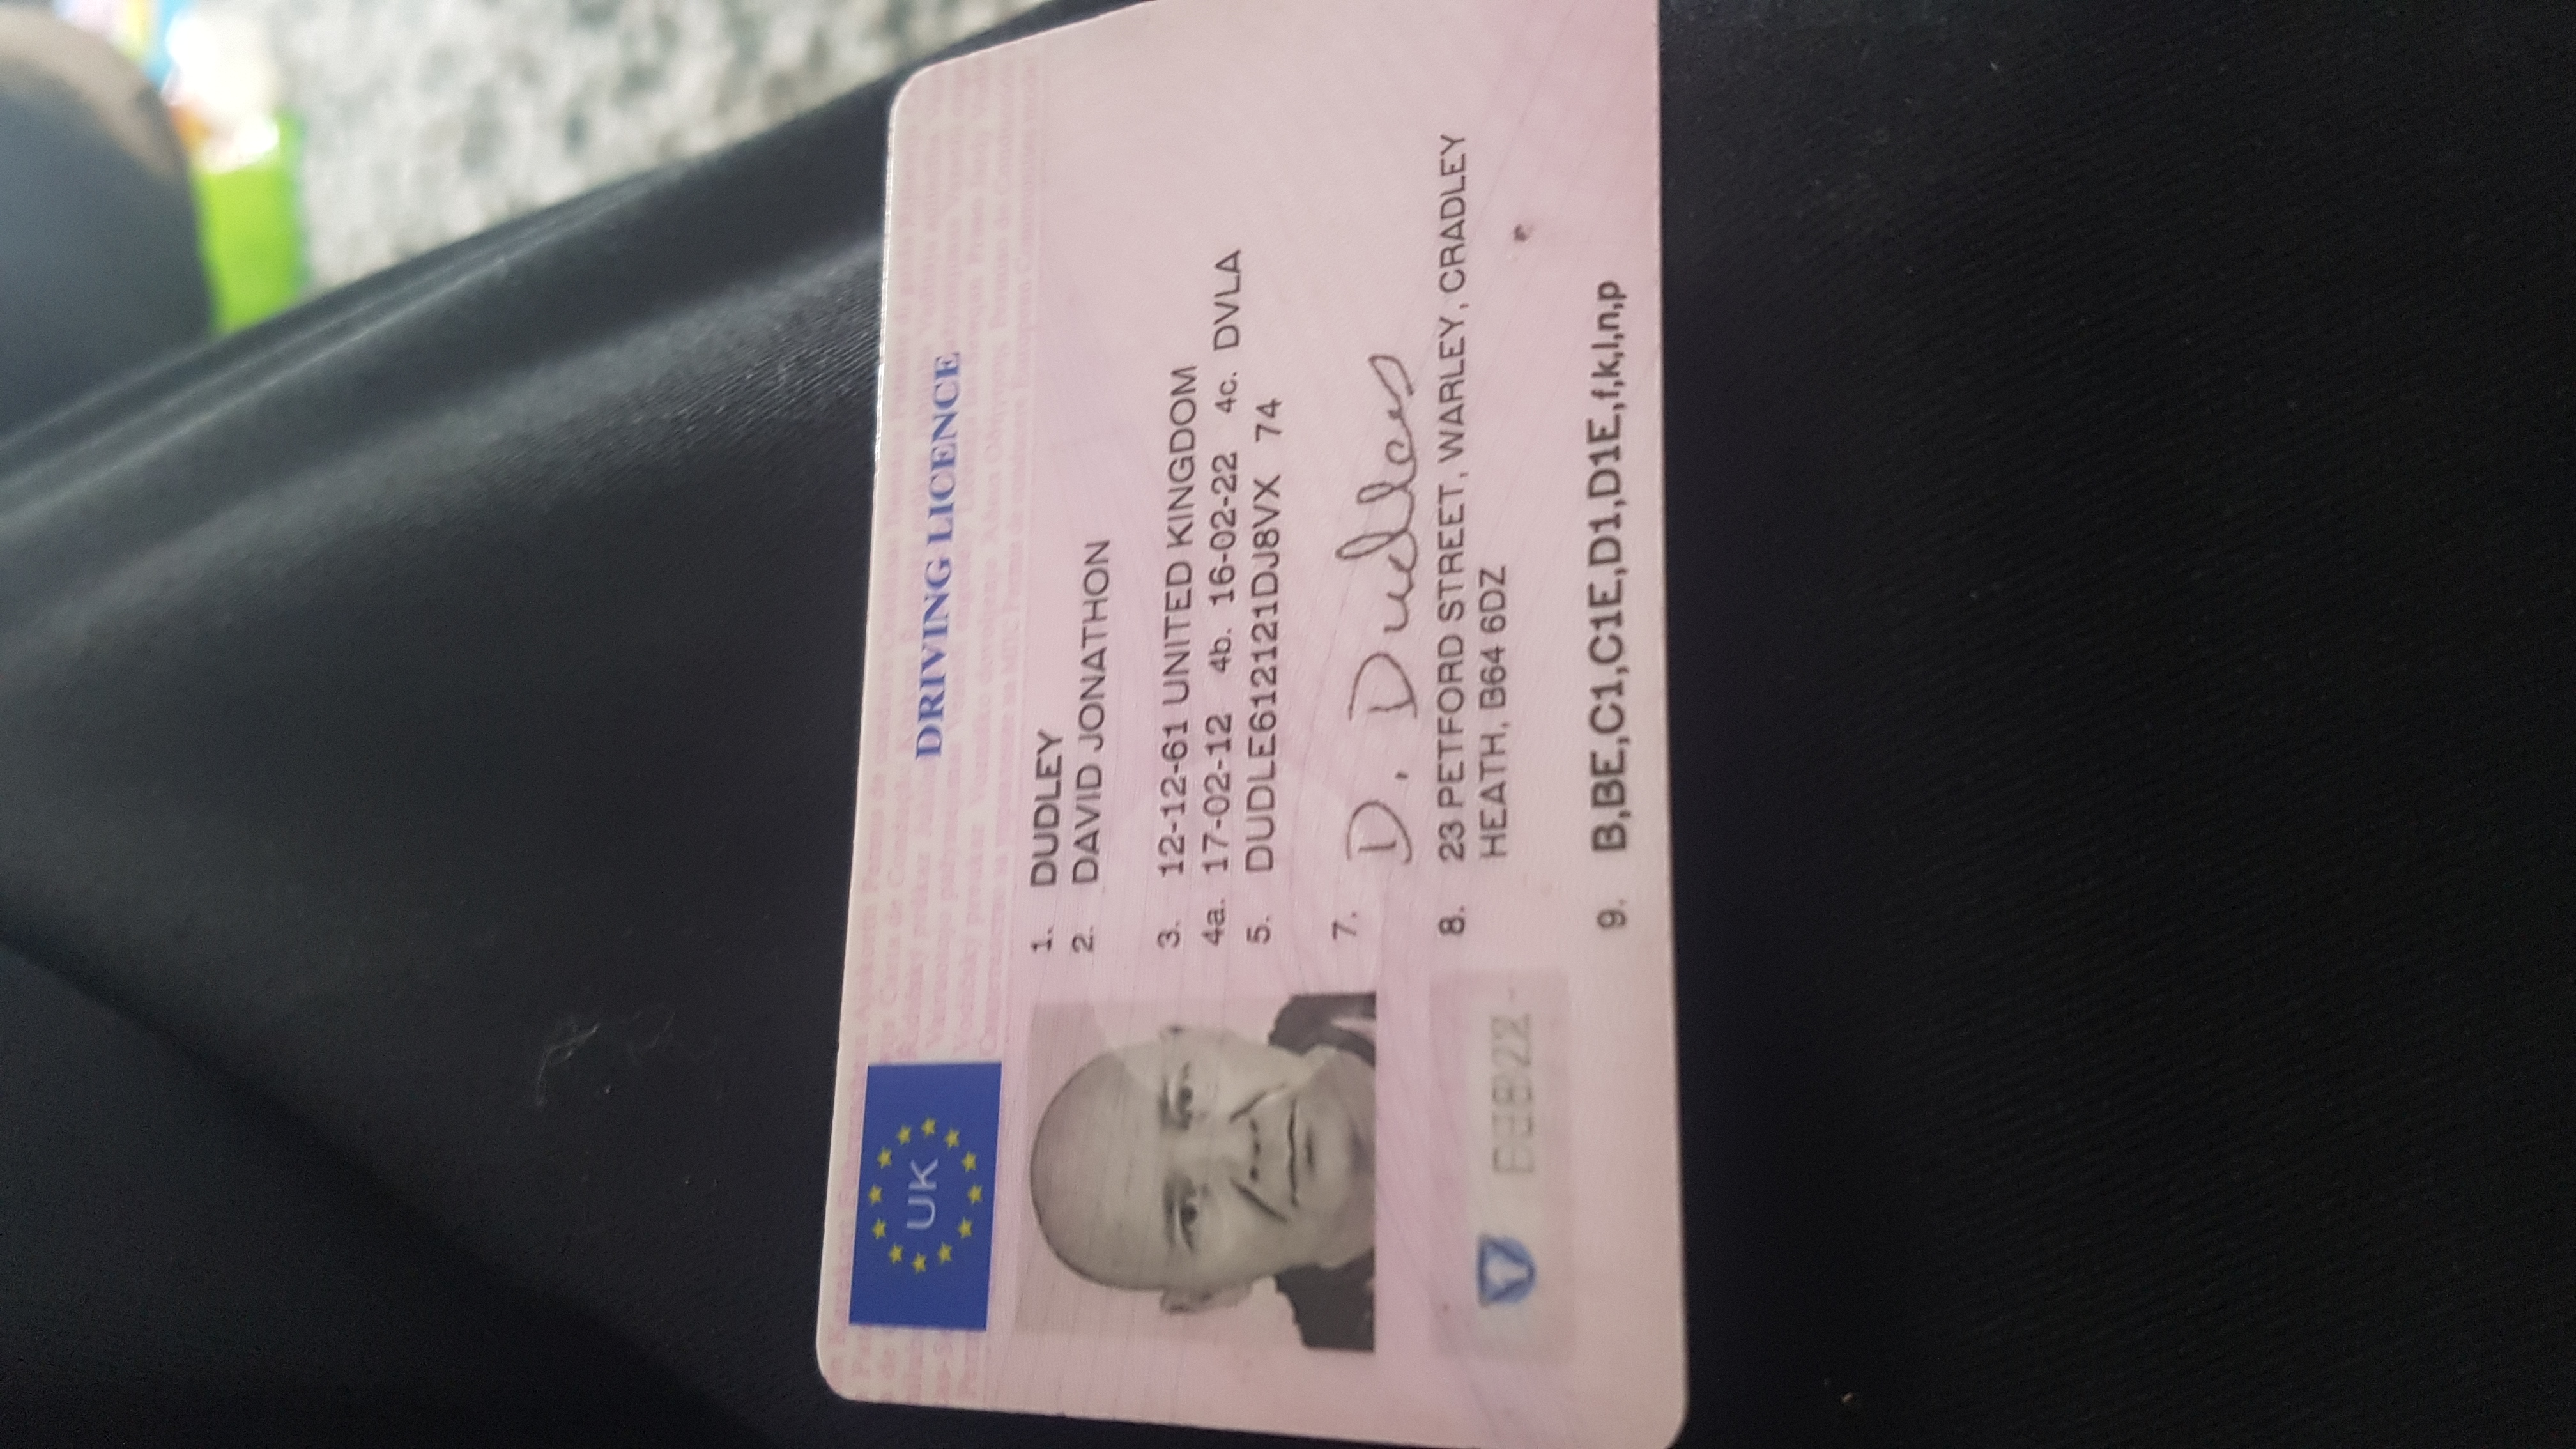 UK
DRIVING LICENCE
1. DUDLEY
2. DAVID JONATHON
3. 12-12-61 UNITED KINGDOM
4a. 17-02-12 4b. 16-02-22 4c. DVLA
5. DUDLE612121DJ8VX 74
7. D. Dudley
8. 23 PETFORD STREET, WARLEY, CRADLEY
HEATH, B64 6DZ
9. B,BE,C1,C1E,D1,D1E,f,k,l,n,p